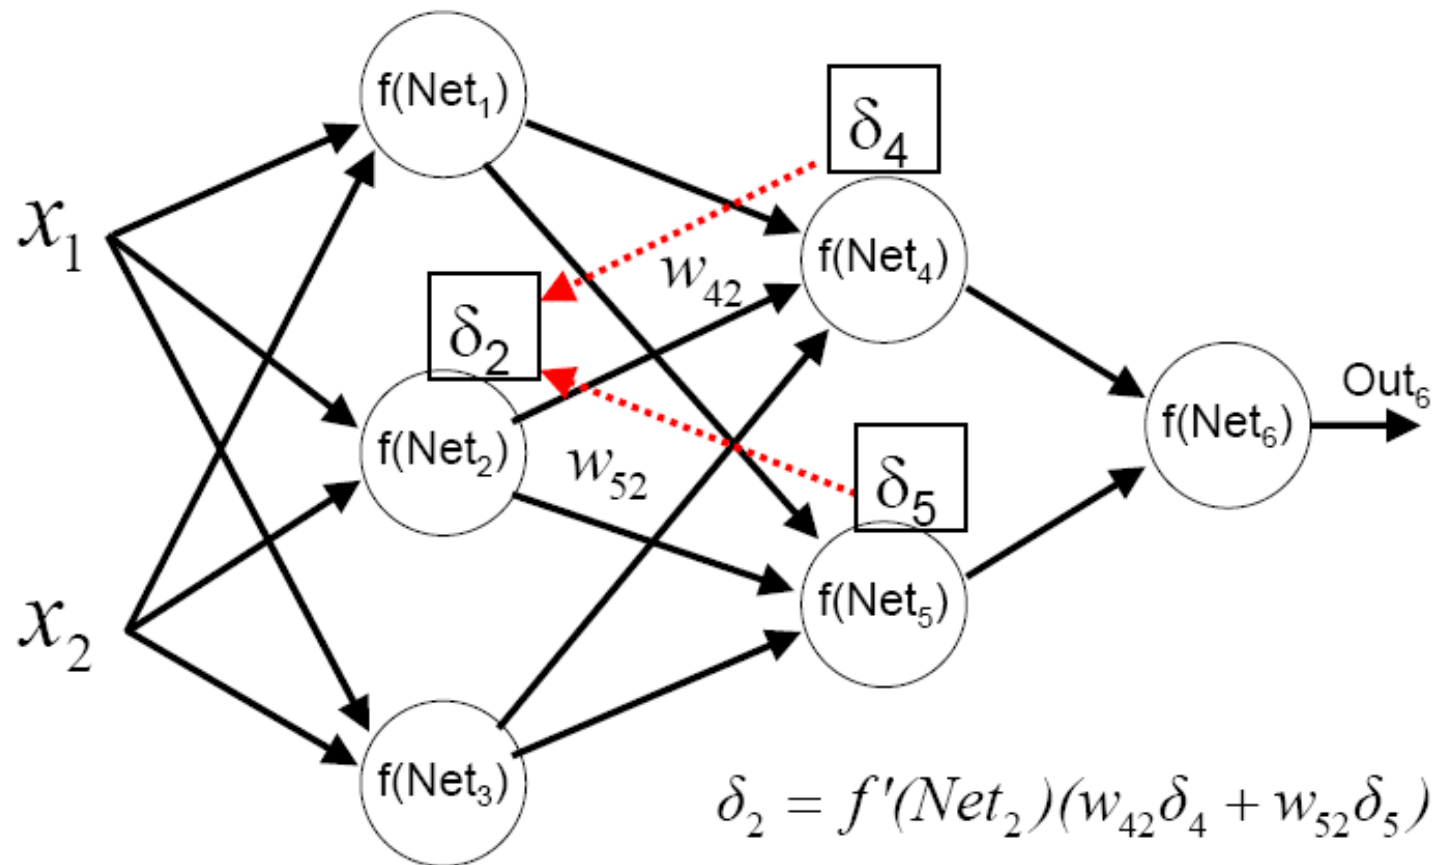 f(Net₁)
δ₄
x₁
f(Net₄)
w₄₂
δ₂
Out₆
f(Net₂)
f(Net₆)
w₅₂
δ₅
f(Net₅)
x₂
f(Net₃)
δ₂ = f'(Net₂)(w₄₂δ₄ + w₅₂δ₅)